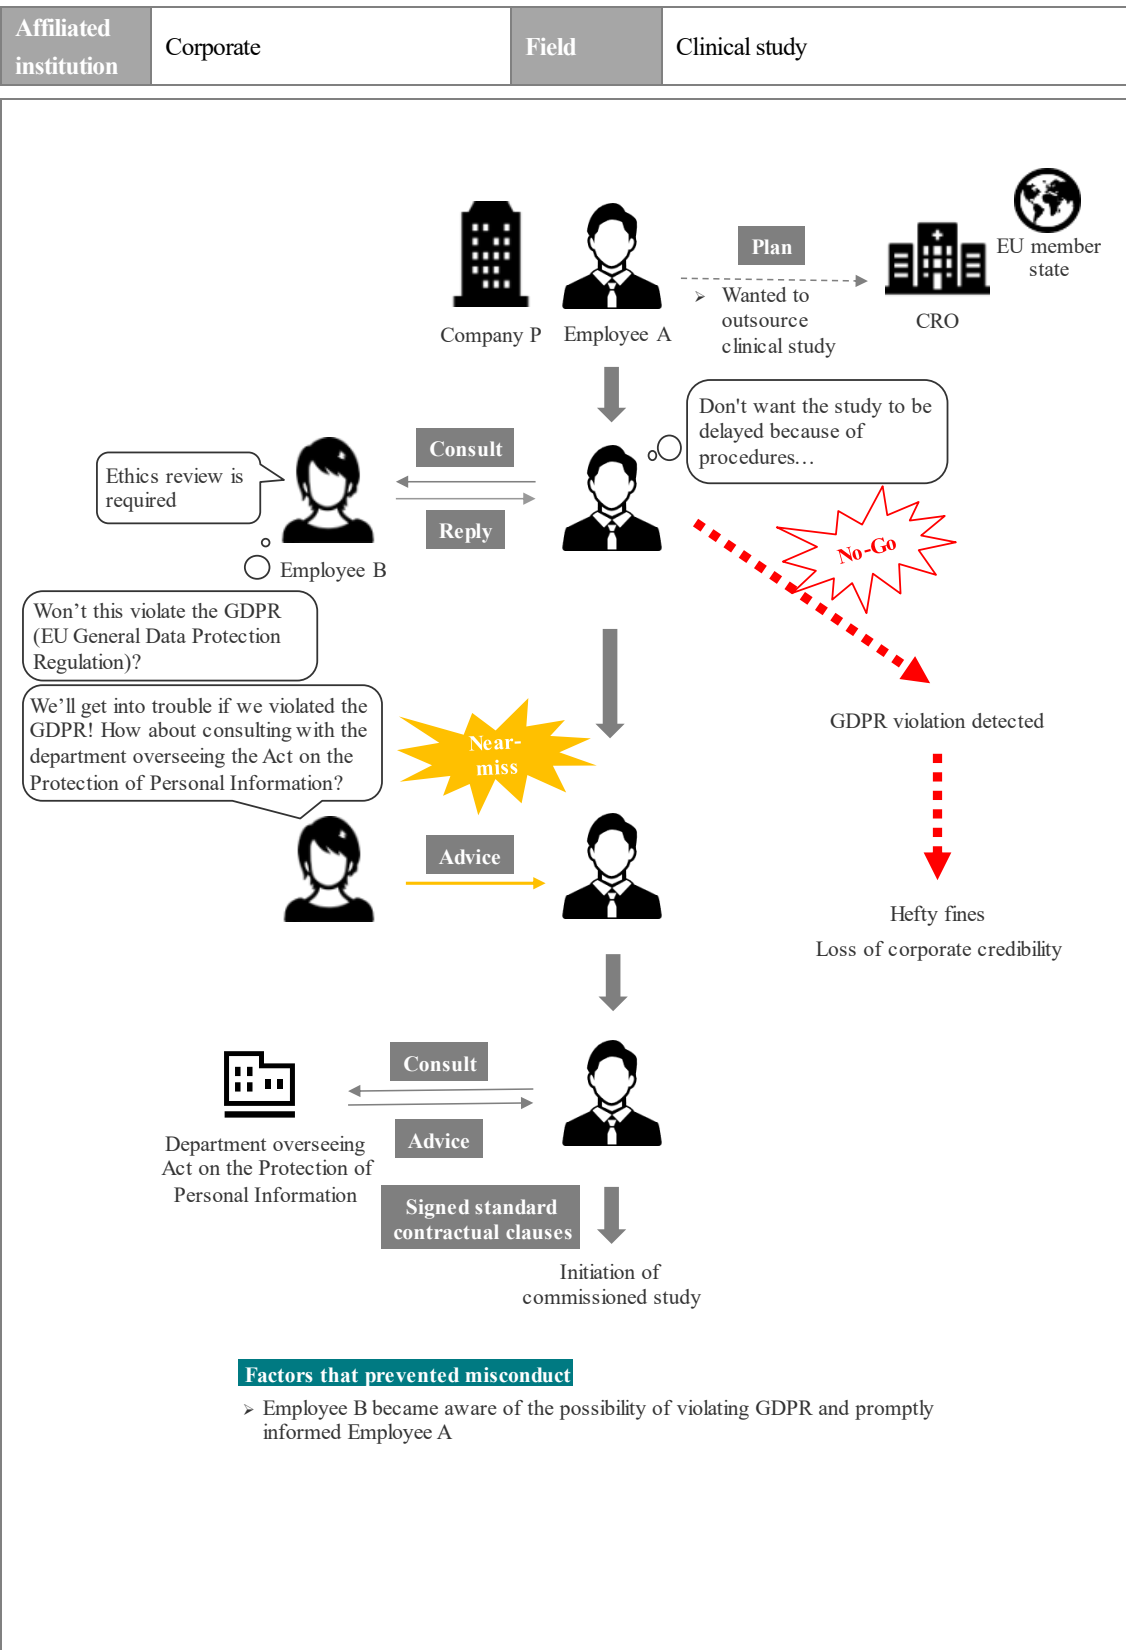 Affiliated
institution
Corporate
Field
Clinical study
Plan
EU member
state
➢ Wanted to
outsource
clinical study
CRO
Company P
Employee A
Don't want the study to be
delayed because of
procedures…
Consult
Ethics review is
required
Reply
No-Go
Employee B
Won't this violate the GDPR
(EU General Data Protection
Regulation)?
We'll get into trouble if we violated the
GDPR! How about consulting with the
department overseeing the Act on the
Protection of Personal Information?
Near-
miss
GDPR violation detected
Advice
Hefty fines
Loss of corporate credibility
Consult
Advice
Department overseeing
Act on the Protection of
Personal Information
Signed standard
contractual clauses
Initiation of
commissioned study
Factors that prevented misconduct
➢ Employee B became aware of the possibility of violating GDPR and promptly
informed Employee A